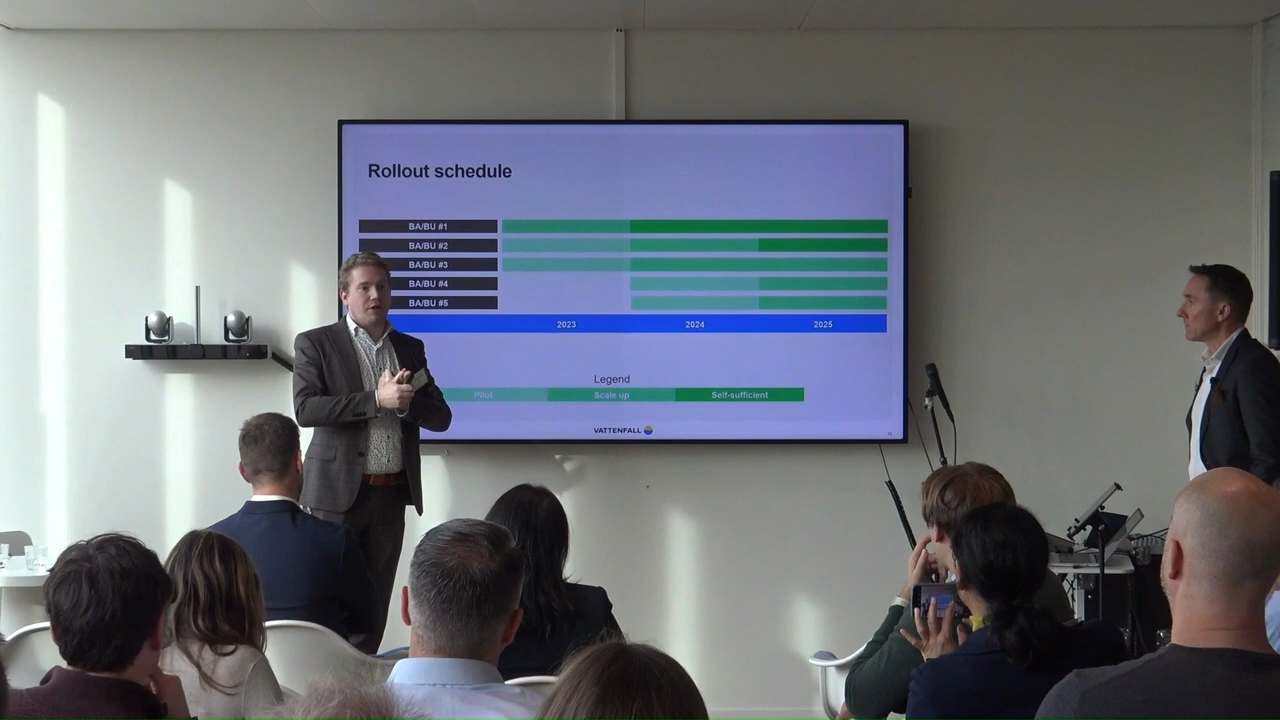 Rollout schedule
BA/BU #1
BA/BU #2
BA/BU #3
BA/BU #4
BA/BU #5
2023 2024 2025
Legend
Pilot Scale up Self-sufficient
VATTENFALL